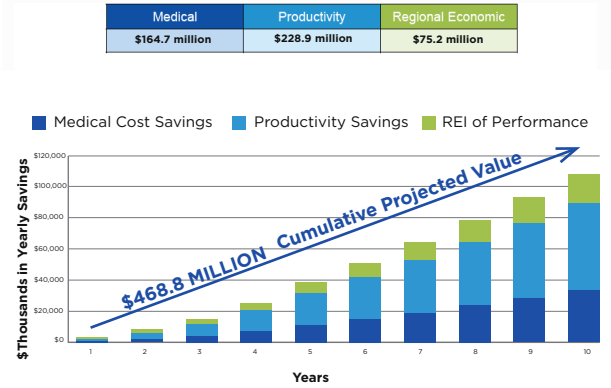 Medical Productivity Regional Economic
$164.7 million $228.9 million $75.2 million
Medical Cost Savings Productivity Savings REI of Performance
$Thousands in Yearly Savings
$120,000
$100,000
$80,000
$60,000
$40,000
$20,000
$0
$468.8 MILLION Cumulative Projected Value
1 2 3 4 5 6 7 8 9 10
Years